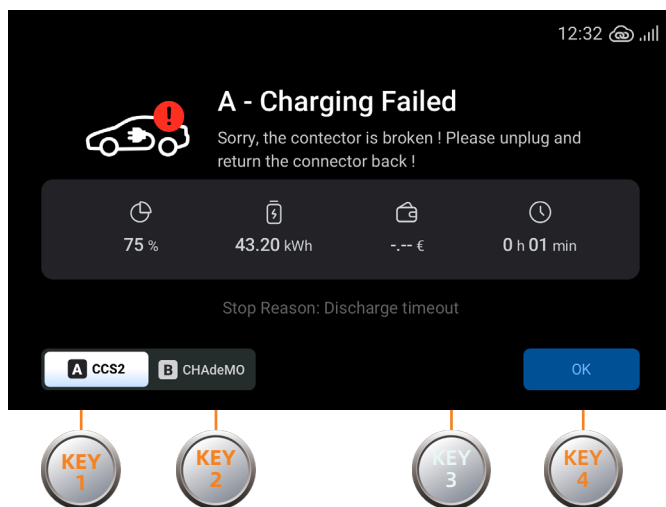 12:32
!
A - Charging Failed
Sorry, the contector is broken ! Please unplug and
return the connector back !
75 % 43.20 kWh -.-- € 0 h 01 min
Stop Reason: Discharge timeout
A CCS2 B CHAdeMO OK
KEY 1 KEY 2 KEY 3 KEY 4